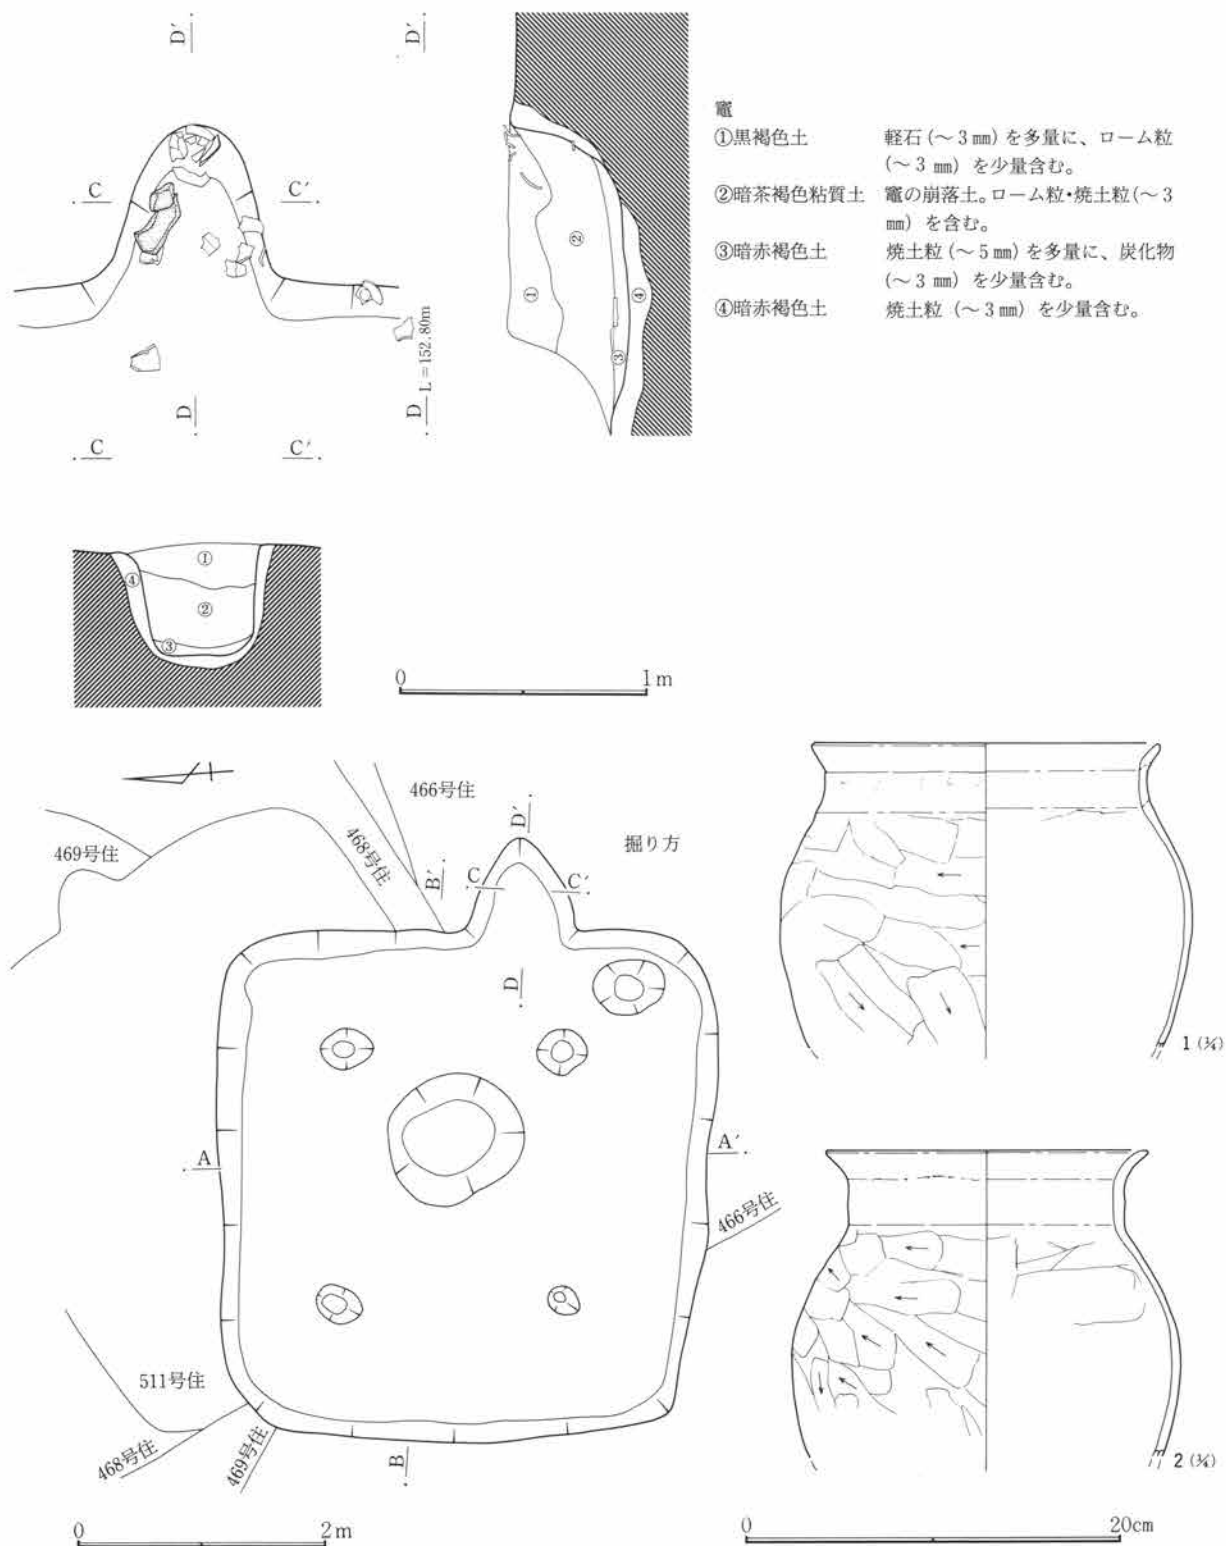 D′
D′
C
C′
L=152.80m
D
D
C
C′
①
②
③
④
竈
①黒褐色土 軽石(～3㎜)を多量に、ローム粒
(～3㎜)を少量含む。
②暗茶褐色粘質土 竈の崩落土。ローム粒・焼土粒(～3
㎜)を含む。
③暗赤褐色土 焼土粒(～5㎜)を多量に、炭化物
(～3㎜)を少量含む。
④暗赤褐色土 焼土粒(～3㎜)を少量含む。
①
②
③
④
0 1m
469号住
468号住
466号住
掘り方
D′
B′
C
C′
D
A
A′
466号住
511号住
468号住
469号住
B
0 2m
1(¾)
2(¾)
0 20cm